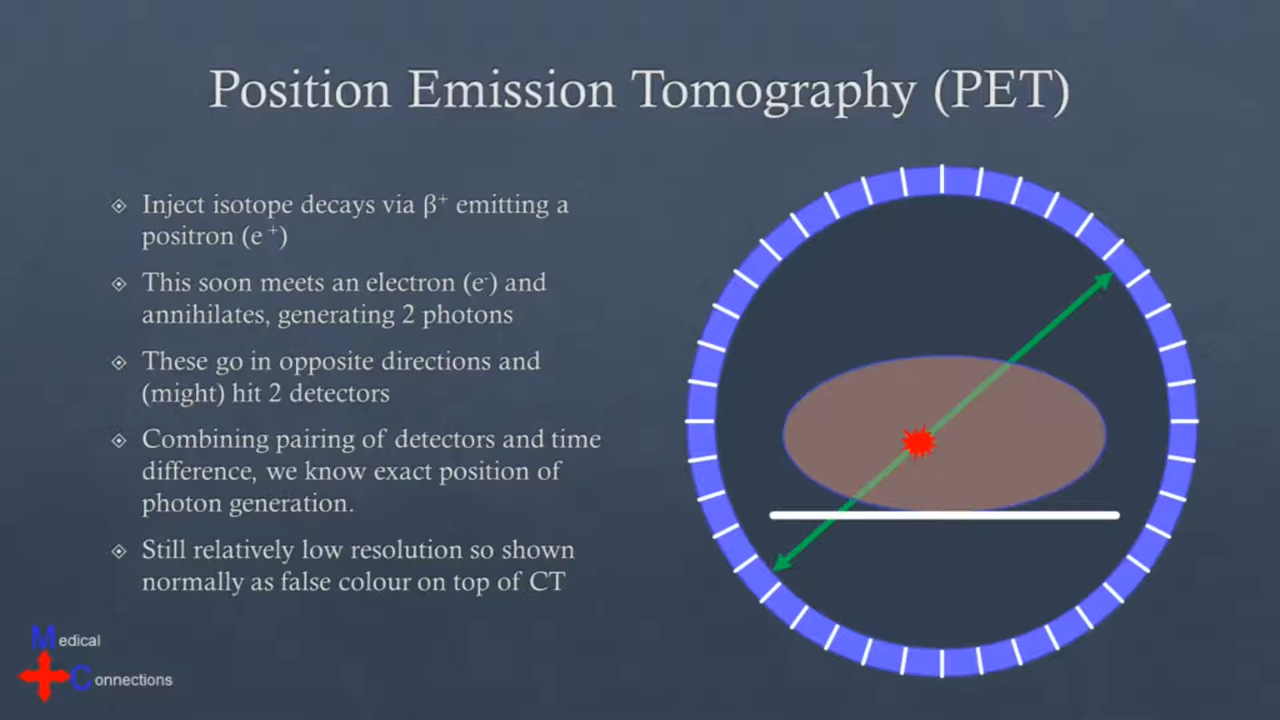 Position Emission Tomography (PET)
Inject isotope decays via β⁺ emitting a
positron (e⁺)
This soon meets an electron (e⁻) and
annihilates, generating 2 photons
These go in opposite directions and
(might) hit 2 detectors
Combining pairing of detectors and time
difference, we know exact position of
photon generation.
Still relatively low resolution so shown
normally as false colour on top of CT
Medical
Connections